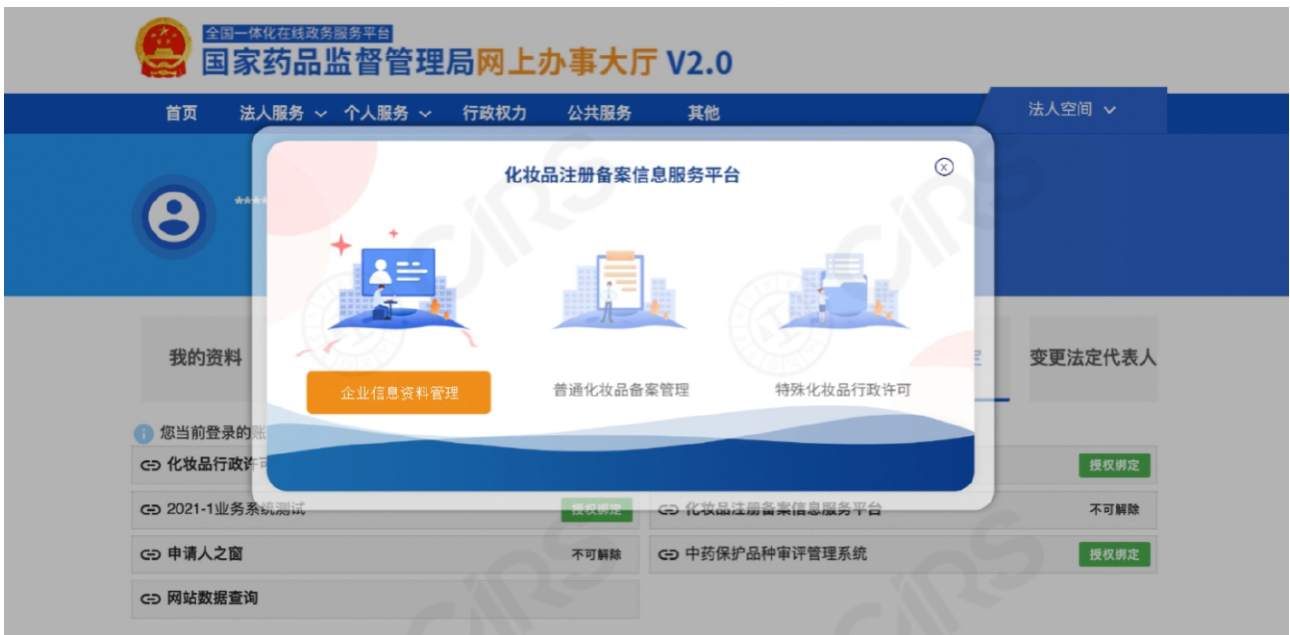 全国一体化在线政务服务平台
国家药品监督管理局网上办事大厅 V2.0
首页 法人服务 个人服务 行政权力 公共服务 其他 法人空间
化妆品注册备案信息服务平台
****
我的资料 变更法定代表人
企业信息资料管理 普通化妆品备案管理 特殊化妆品行政许可
您当前登录的账
化妆品行政许可 授权绑定
2021-1业务系统测试 授权绑定 化妆品注册备案信息服务平台 不可解除
申请人之窗 不可解除 中药保护品种审评管理系统 授权绑定
网站数据查询
CIRS
CIRS
CIRS
CIRS
CIRS